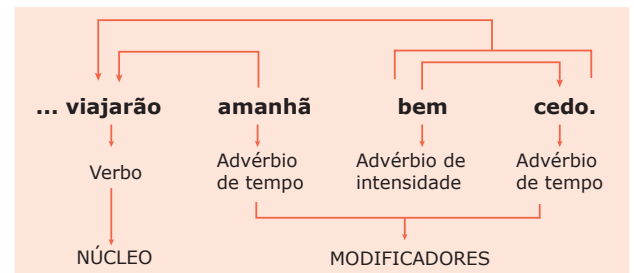 ... viajarão amanhã bem cedo.
Verbo
Advérbio de tempo
Advérbio de intensidade
Advérbio de tempo
NÚCLEO MODIFICADORES